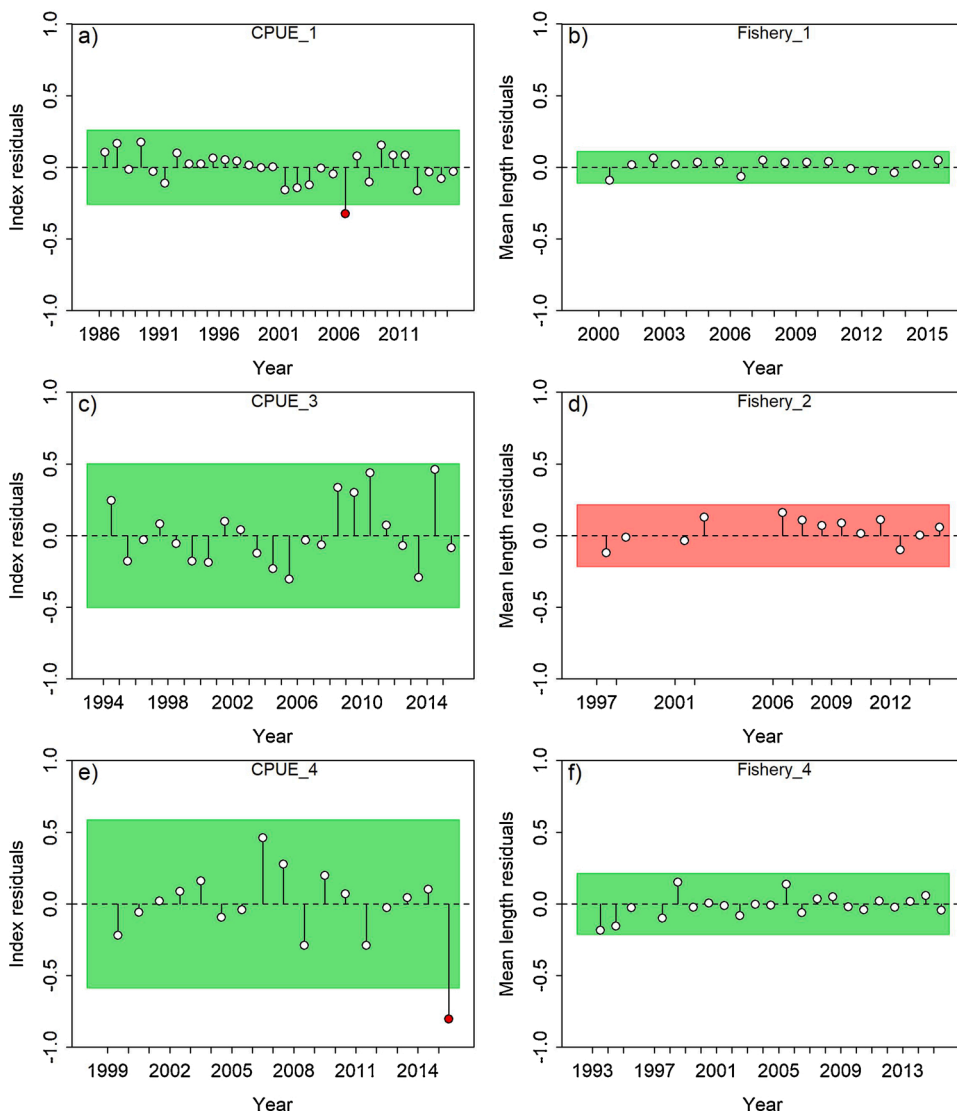 a) CPUE_1
1.0
0.5
0.0
-0.5
-1.0
Index residuals
1986 1991 1996 2001 2006 2011
Year
b) Fishery_1
1.0
0.5
0.0
-0.5
-1.0
Mean length residuals
2000 2003 2006 2009 2012 2015
Year
c) CPUE_3
1.0
0.5
0.0
-0.5
-1.0
Index residuals
1994 1998 2002 2006 2010 2014
Year
d) Fishery_2
1.0
0.5
0.0
-0.5
-1.0
Mean length residuals
1997 2001 2006 2009 2012
Year
e) CPUE_4
1.0
0.5
0.0
-0.5
-1.0
Index residuals
1999 2002 2005 2008 2011 2014
Year
f) Fishery_4
1.0
0.5
0.0
-0.5
-1.0
Mean length residuals
1993 1997 2001 2005 2009 2013
Year